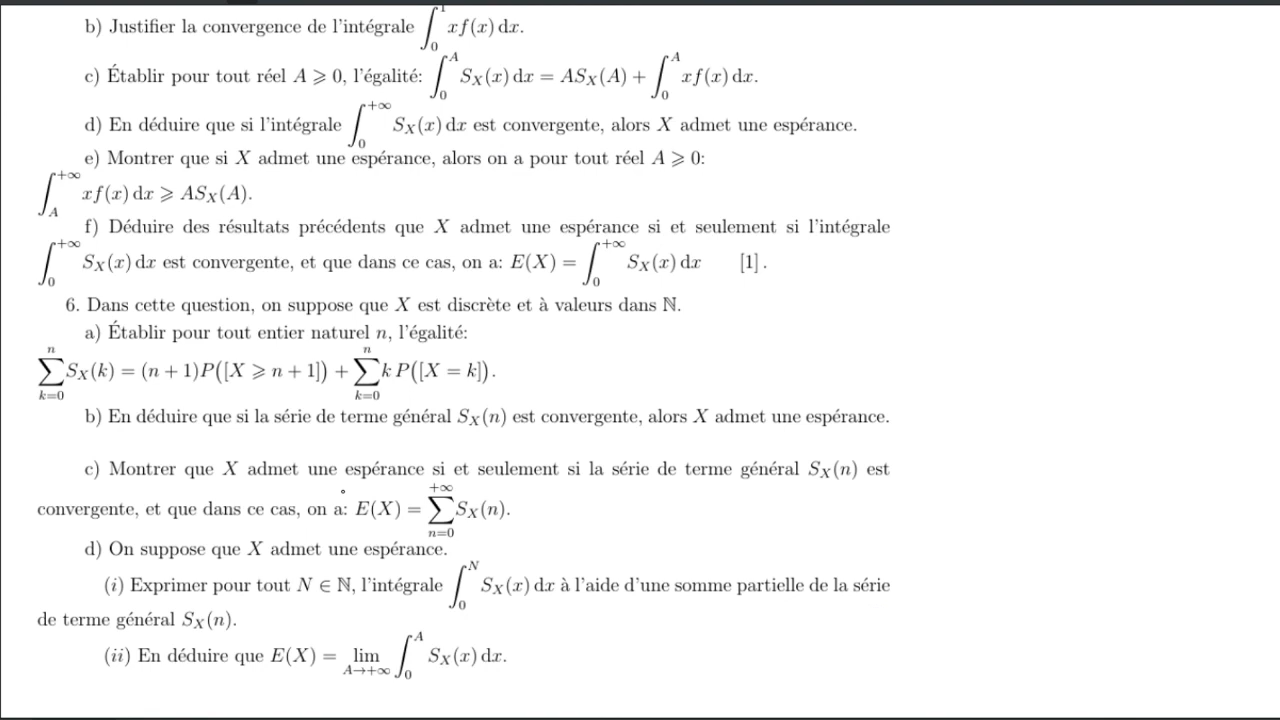 b) Justifier la convergence de l'intégrale ∫₀¹ xf(x) dx.
c) Établir pour tout réel A ⩾ 0, l'égalité: ∫₀ᴬ S_X(x) dx = AS_X(A) + ∫₀ᴬ xf(x) dx.
d) En déduire que si l'intégrale ∫₀^{+∞} S_X(x) dx est convergente, alors X admet une espérance.
e) Montrer que si X admet une espérance, alors on a pour tout réel A ⩾ 0:
∫_A^{+∞} xf(x) dx ⩾ AS_X(A).
f) Déduire des résultats précédents que X admet une espérance si et seulement si l'intégrale
∫₀^{+∞} S_X(x) dx est convergente, et que dans ce cas, on a: E(X) = ∫₀^{+∞} S_X(x) dx [1].
6. Dans cette question, on suppose que X est discrète et à valeurs dans ℕ.
a) Établir pour tout entier naturel n, l'égalité:
∑_{k=0}^{n} S_X(k) = (n + 1)P([X ⩾ n + 1]) + ∑_{k=0}^{n} k P([X = k]).
b) En déduire que si la série de terme général S_X(n) est convergente, alors X admet une espérance.
c) Montrer que X admet une espérance si et seulement si la série de terme général S_X(n) est
convergente, et que dans ce cas, on a: E(X) = ∑_{n=0}^{+∞} S_X(n).
d) On suppose que X admet une espérance.
(i) Exprimer pour tout N ∈ ℕ, l'intégrale ∫₀^N S_X(x) dx à l'aide d'une somme partielle de la série
de terme général S_X(n).
(ii) En déduire que E(X) = lim_{A→+∞} ∫₀ᴬ S_X(x) dx.